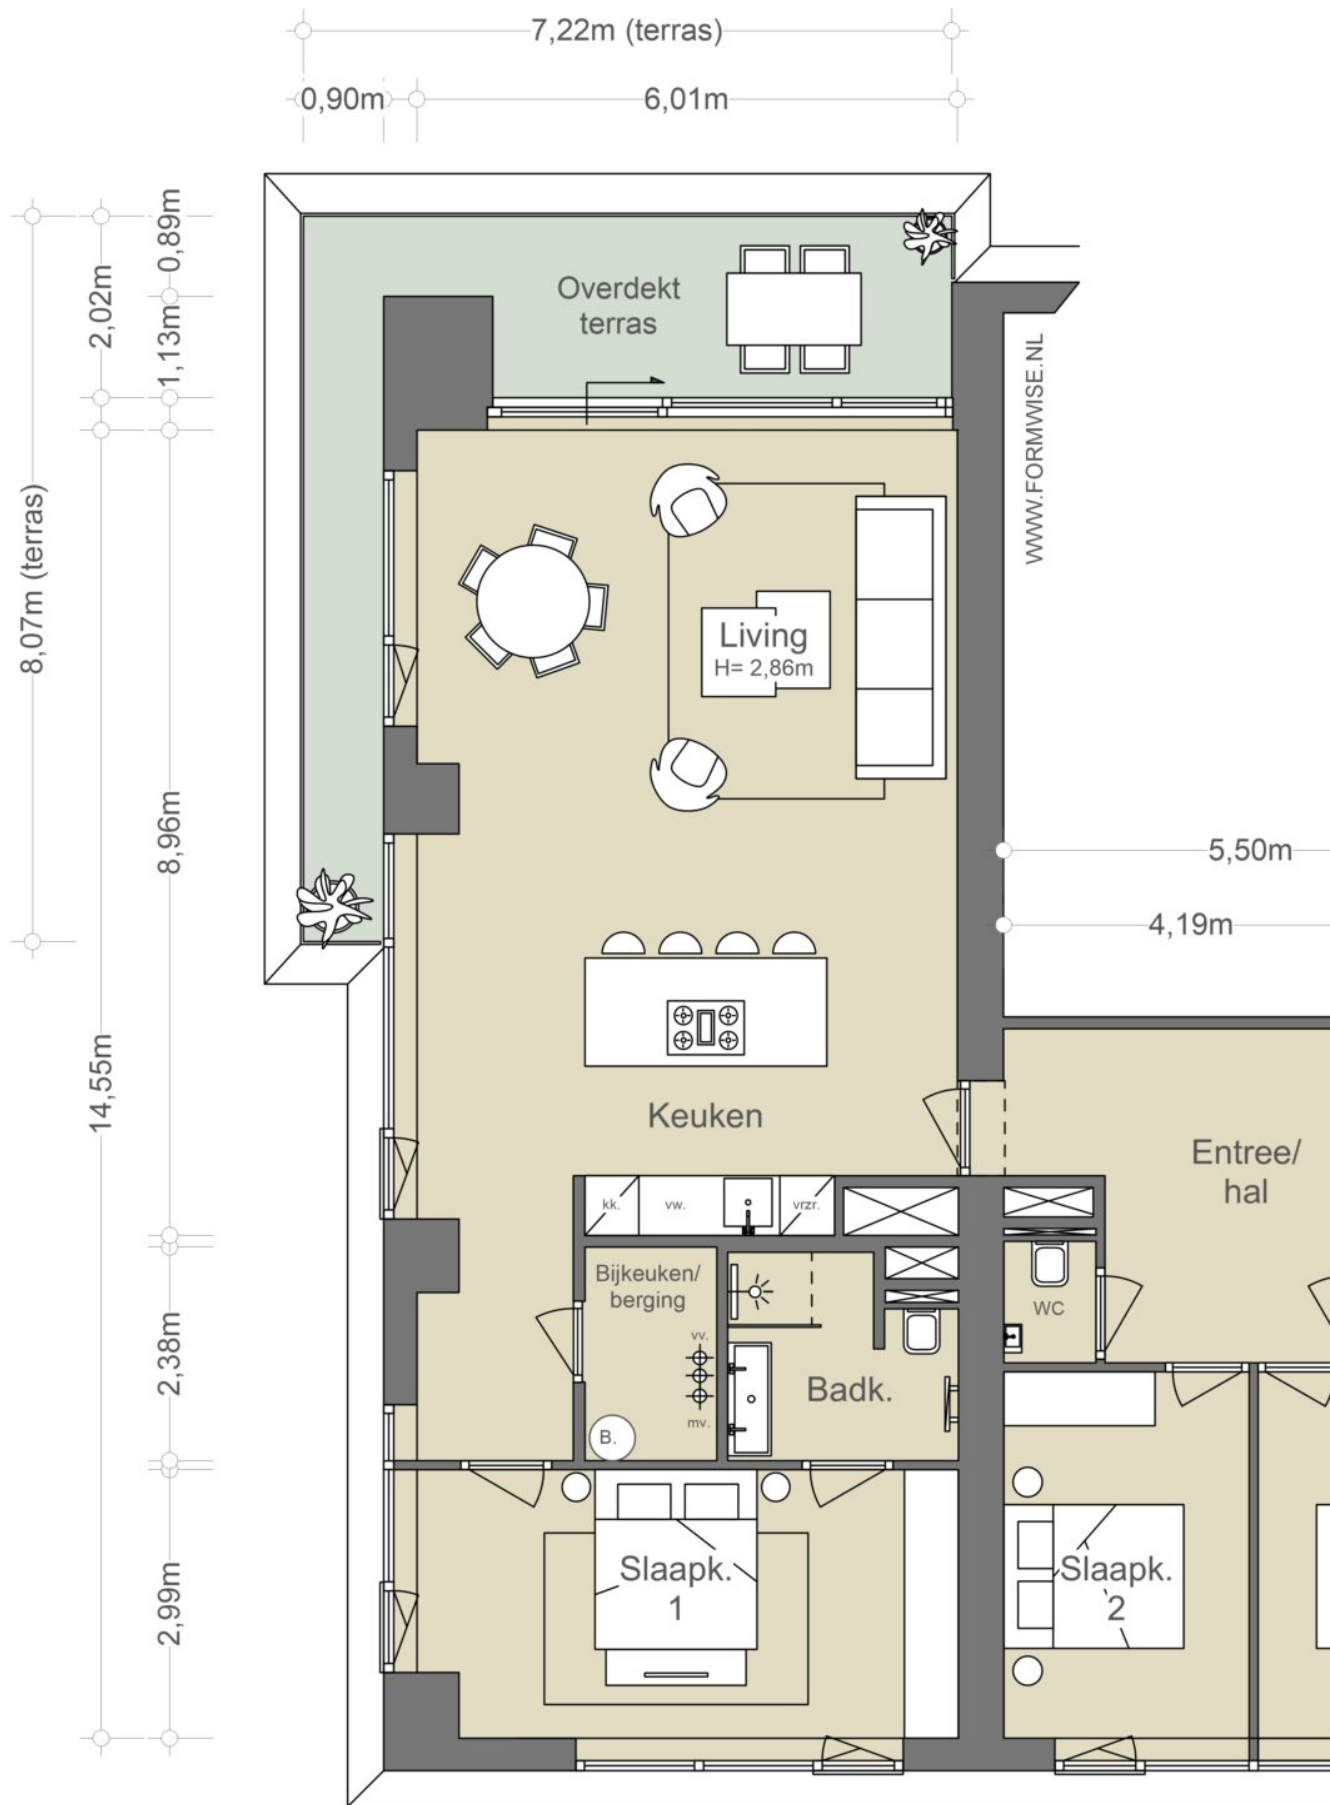 7,22m (terras)
0,90m
6,01m
0,89m
2,02m
1,13m
Overdekt
terras
WWW.FORMWISE.NL
8,07m (terras)
Living
H= 2,86m
8,96m
5,50m
4,19m
14,55m
Keuken
Entree/
hal
kk.
vw.
vrzr.
Bijkeuken/
berging
WC
vv.
2,38m
Badk.
mv.
B.
Slaapk.
1
Slaapk.
2
2,99m